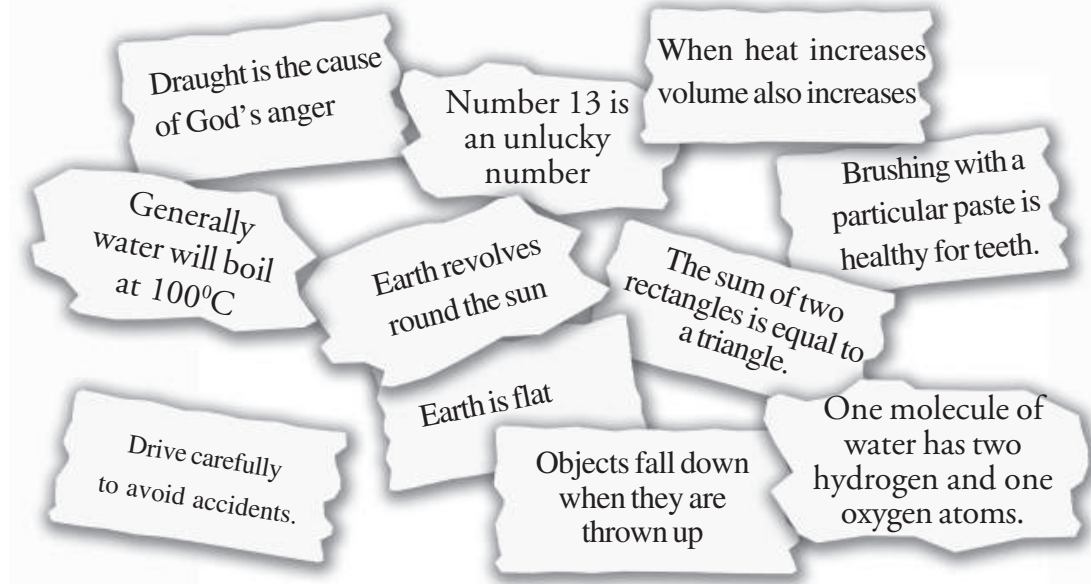 Draught is the cause
of God's anger
Number 13 is
an unlucky
number
When heat increases
volume also increases
Brushing with a
particular paste is
healthy for teeth.
Generally
water will boil
at 100⁰C
Earth revolves
round the sun
The sum of two
rectangles is equal to
a triangle.
Earth is flat
Drive carefully
to avoid accidents.
Objects fall down
when they are
thrown up
One molecule of
water has two
hydrogen and one
oxygen atoms.